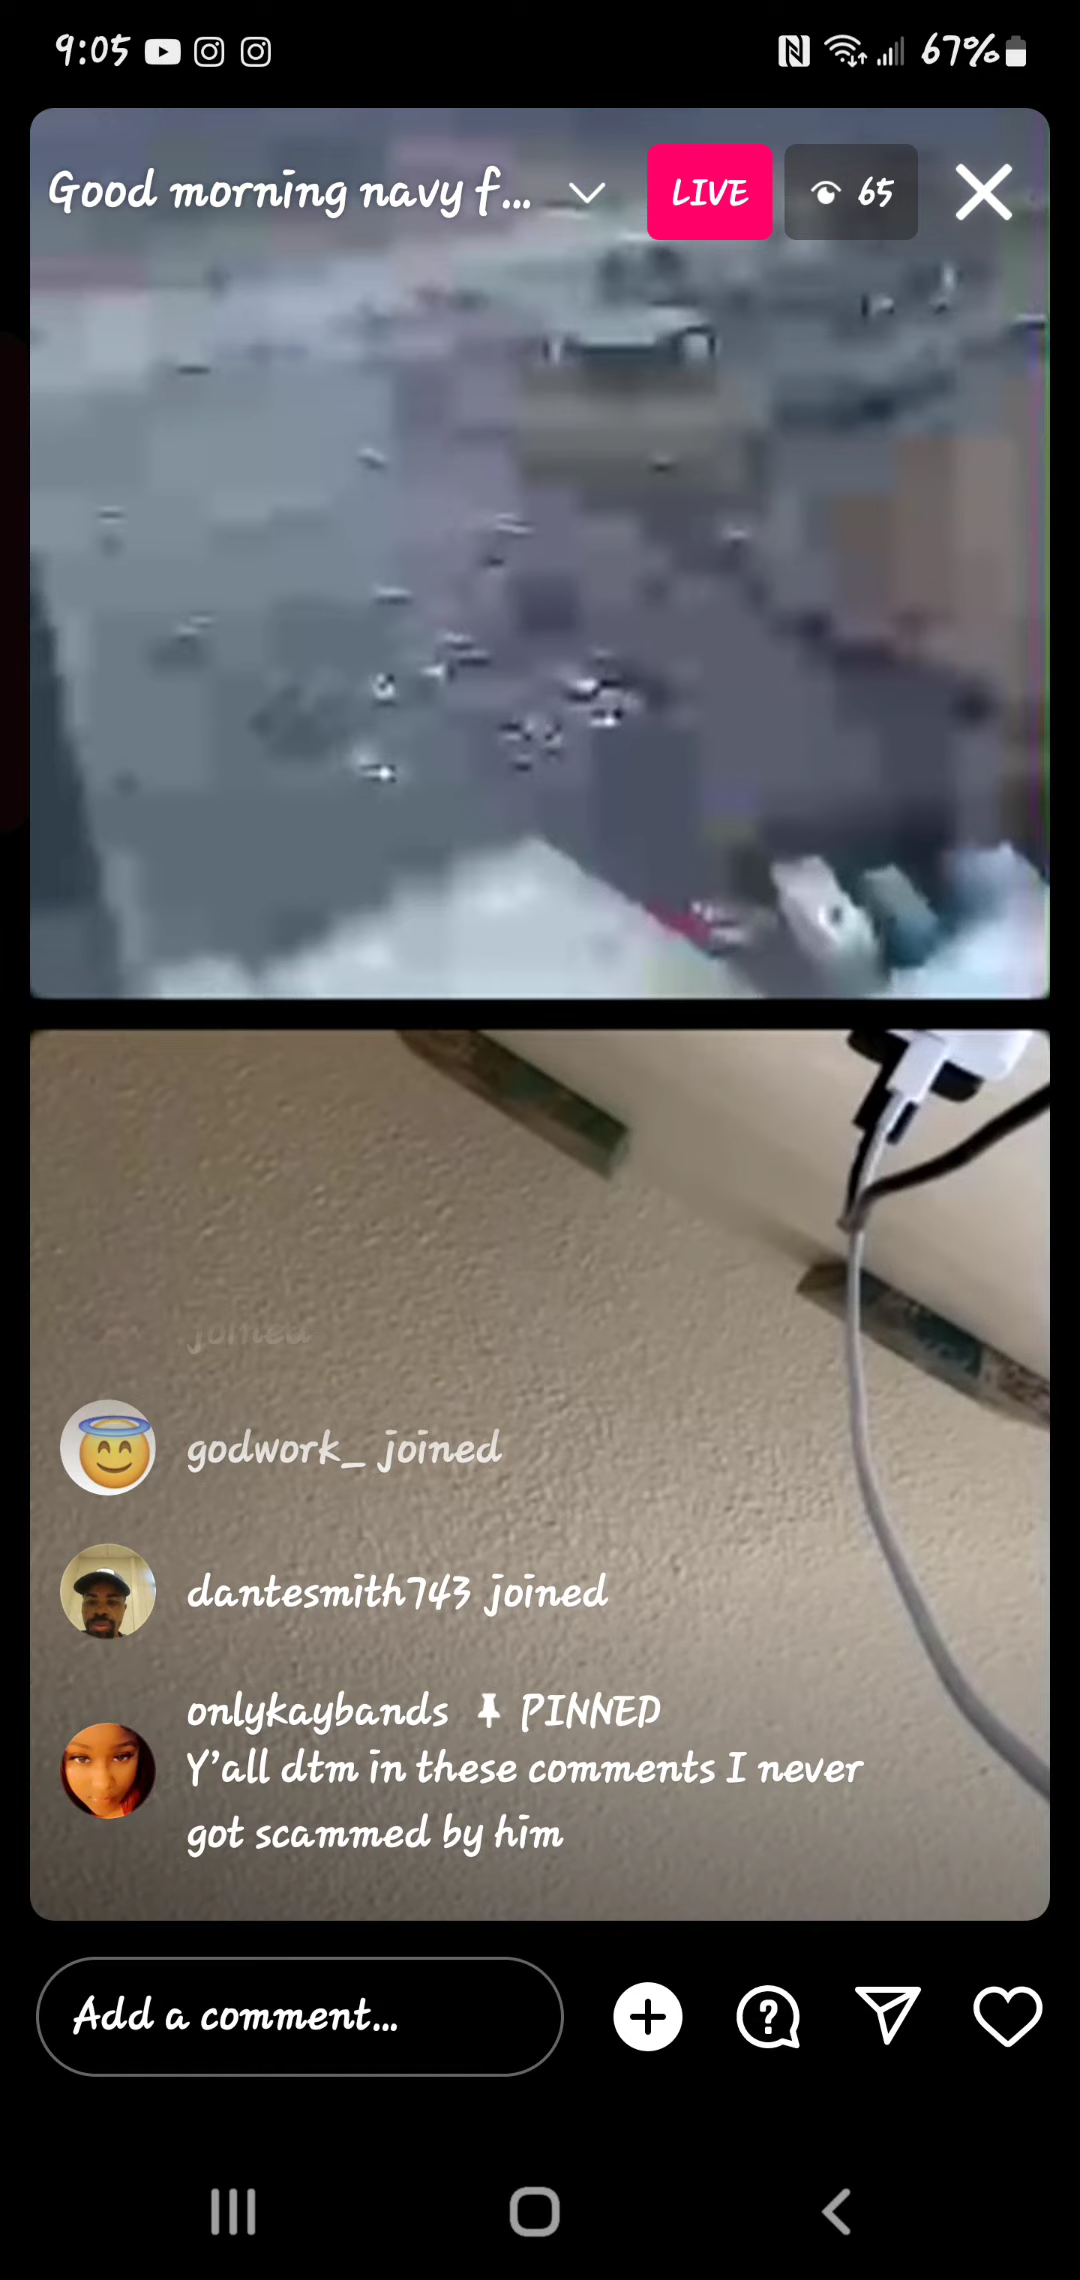 9:05
67%
Good morning navy f...
LIVE
65
joined
godwork_ joined
dantesmith743 joined
onlykaybands PINNED
Y'all dtm in these comments I never
got scammed by him
Add a comment...